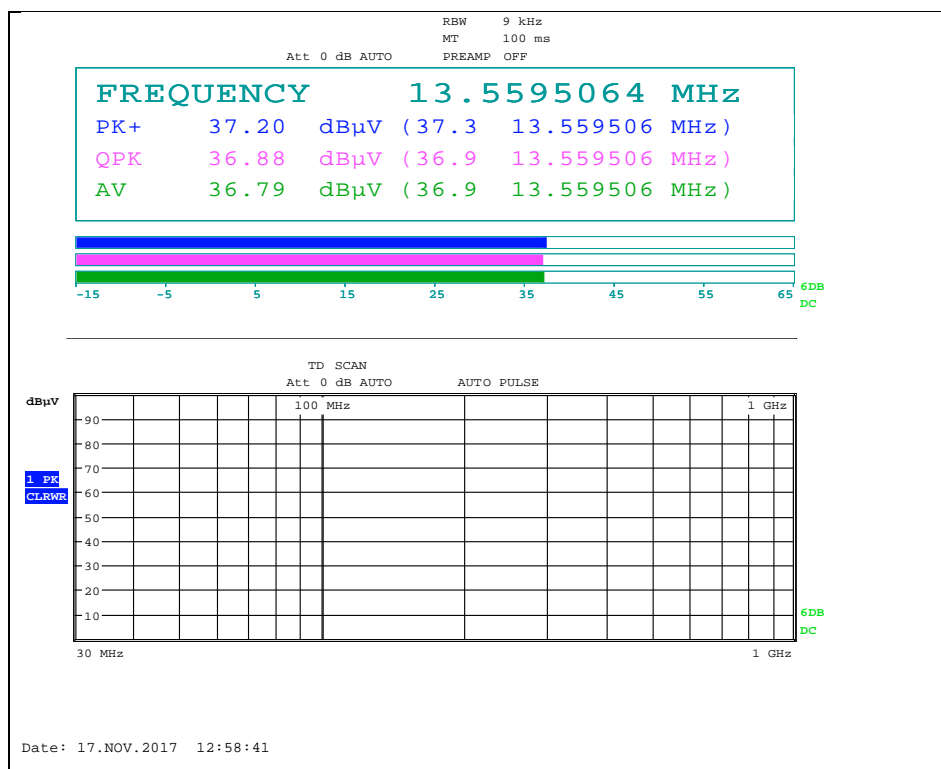 RBW 9 kHz
MT 100 ms
Att 0 dB AUTO PREAMP OFF
FREQUENCY 13.5595064 MHz
PK+ 37.20 dBµV (37.3 13.559506 MHz)
QPK 36.88 dBµV (36.9 13.559506 MHz)
AV 36.79 dBµV (36.9 13.559506 MHz)
-15 -5 5 15 25 35 45 55 65
6DB
DC
TD SCAN
Att 0 dB AUTO AUTO PULSE
dBµV
100 MHz 1 GHz
90
80
70
1 PK
CLRWR
60
50
40
30
20
10
6DB
DC
30 MHz 1 GHz
Date: 17.NOV.2017 12:58:41